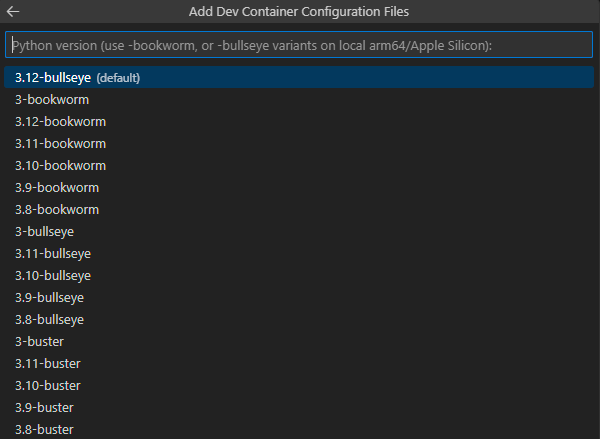 Add Dev Container Configuration Files
Python version (use -bookworm, or -bullseye variants on local arm64/Apple Silicon):
3.12-bullseye (default)
3-bookworm
3.12-bookworm
3.11-bookworm
3.10-bookworm
3.9-bookworm
3.8-bookworm
3-bullseye
3.11-bullseye
3.10-bullseye
3.9-bullseye
3.8-bullseye
3-buster
3.11-buster
3.10-buster
3.9-buster
3.8-buster